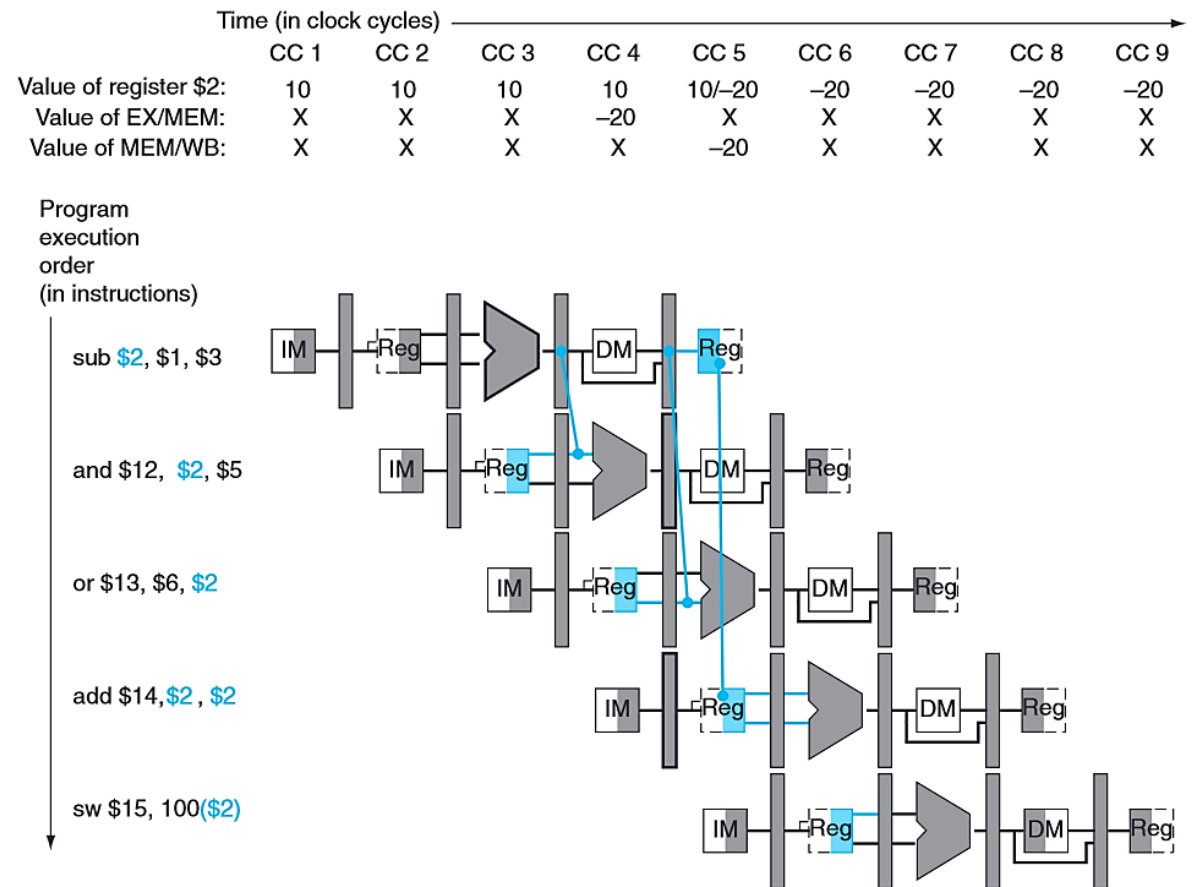 Time (in clock cycles)
CC 1 CC 2 CC 3 CC 4 CC 5 CC 6 CC 7 CC 8 CC 9
Value of register $2: 10 10 10 10 10/–20 –20 –20 –20 –20
Value of EX/MEM: X X X –20 X X X X X
Value of MEM/WB: X X X X –20 X X X X
Program
execution
order
(in instructions)
sub $2, $1, $3
IM Reg DM Reg
and $12, $2, $5
IM Reg DM Reg
or $13, $6, $2
IM Reg DM Reg
add $14,$2 , $2
IM Reg DM Reg
sw $15, 100($2)
IM Reg DM Reg